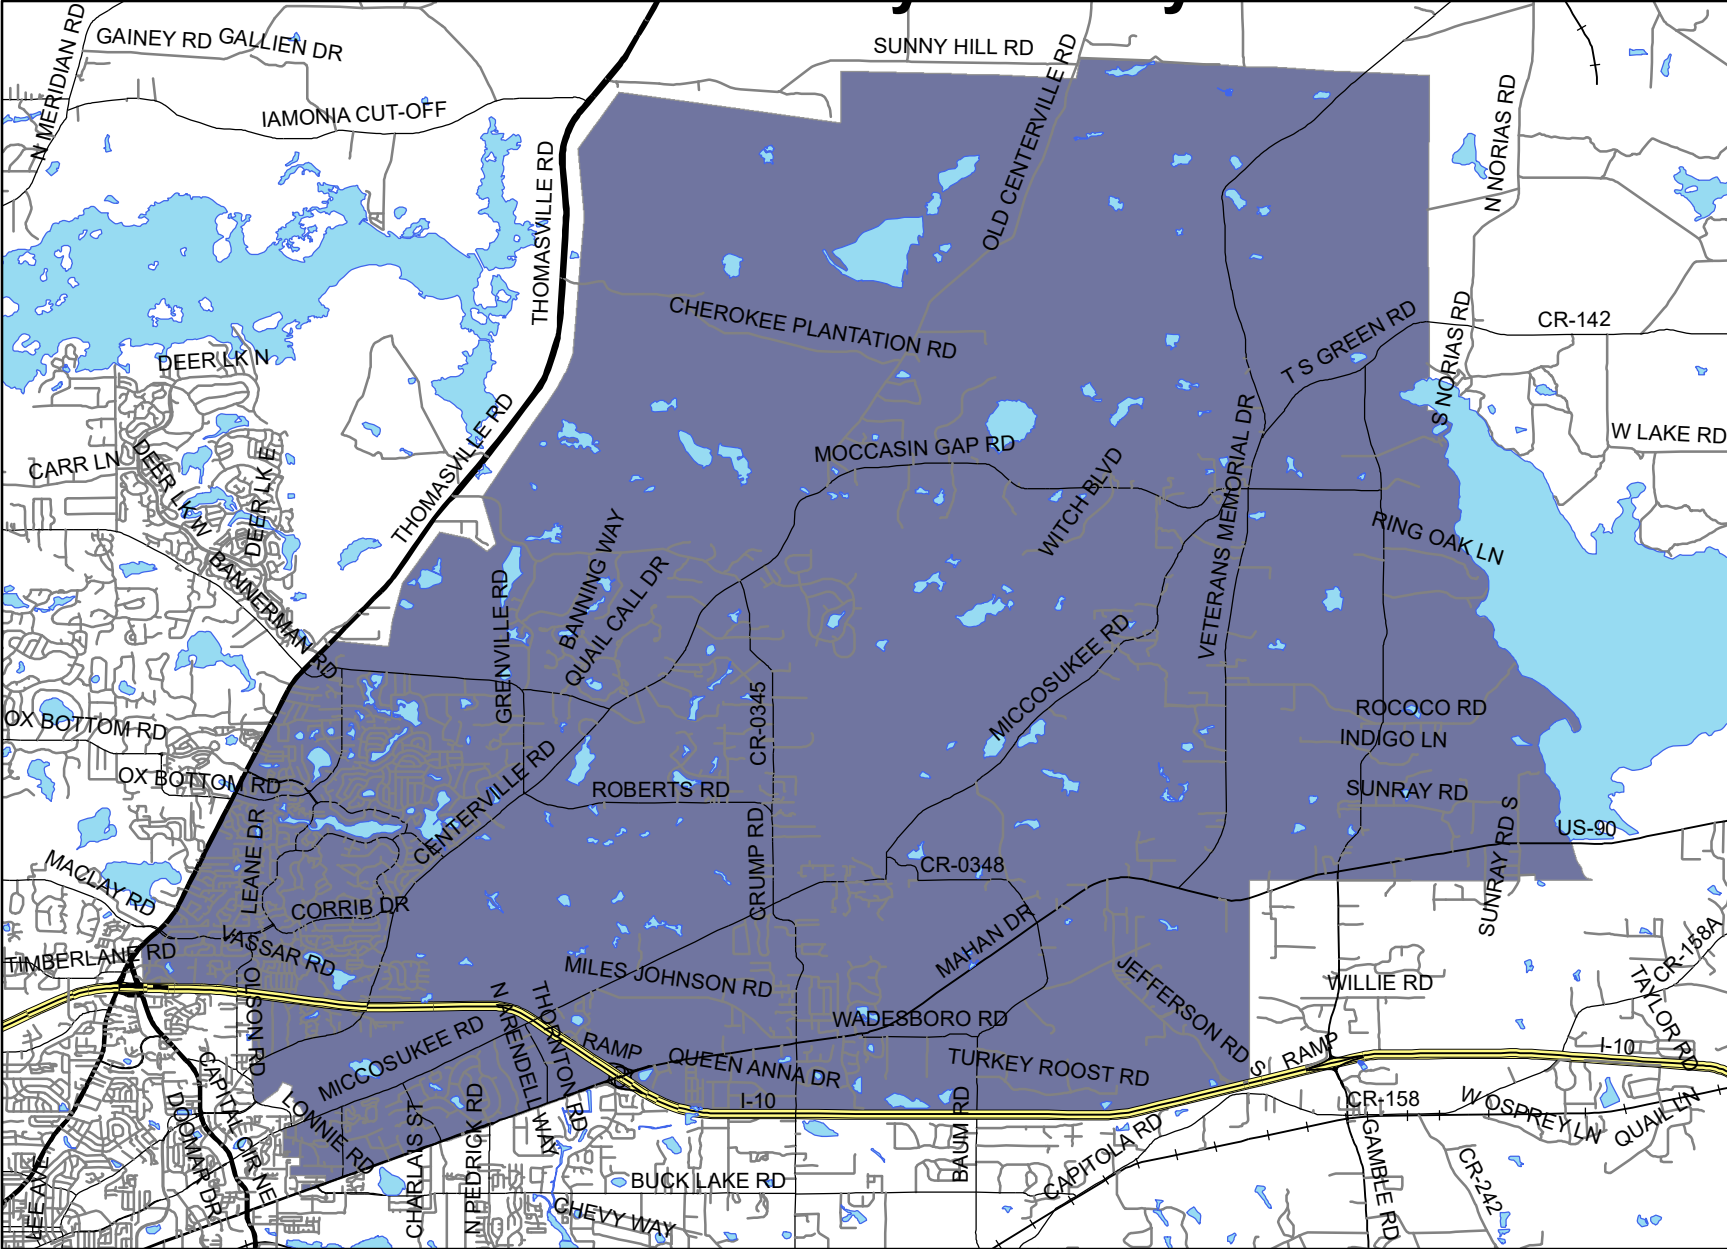 GAINEY RD
GALLIEN DR
SUNNY HILL RD
N MERIDIAN RD
IAMONIA CUT-OFF
OLD CENTERVILLE RD
N NORIAS RD
THOMASVILLE RD
CHEROKEE PLANTATION RD
T S GREEN RD
CR-142
S NORIAS RD
DEER LK N
THOMASVILLE RD
W LAKE RD
CARR LN
DEER LK W
DEER LK E
MOCCASIN GAP RD
WITCH BLVD
VETERANS MEMORIAL DR
RING OAK LN
BANNERMAN RD
GRENVILLE RD
BANNING WAY
QUAIL CALL DR
MICCOSUKEE RD
CR-0345
ROCOCO RD
OX BOTTOM RD
INDIGO LN
OX BOTTOM RD
CENTERVILLE RD
ROBERTS RD
SUNRAY RD
SUNRAY RD S
US-90
LEANE DR
CRUMP RD
CR-0348
MACLAY RD
CORRIB DR
MAHAN DR
VASSAR RD
TIMBERLANE RD
MILES JOHNSON RD
JEFFERSON RD
WILLIE RD
CR-158A
TAYLOR RD
OLSON RD
N ARENDELL WAY
THORNTON RD
WADESBORO RD
MICCOSUKEE RD
RAMP
QUEEN ANNA DR
TURKEY ROOST RD
S
RAMP
I-10
CAPITAL CIR NE
DOOMAR DR
LONNIE RD
CHARLAIS ST
N PEDRICK RD
I-10
BAUM RD
CAPITOLA RD
CR-158
W OSPREY LN
QUAIL LN
GAMBLE RD
CR-242
LEE AVE
BUCK LAKE RD
CHEVY WAY